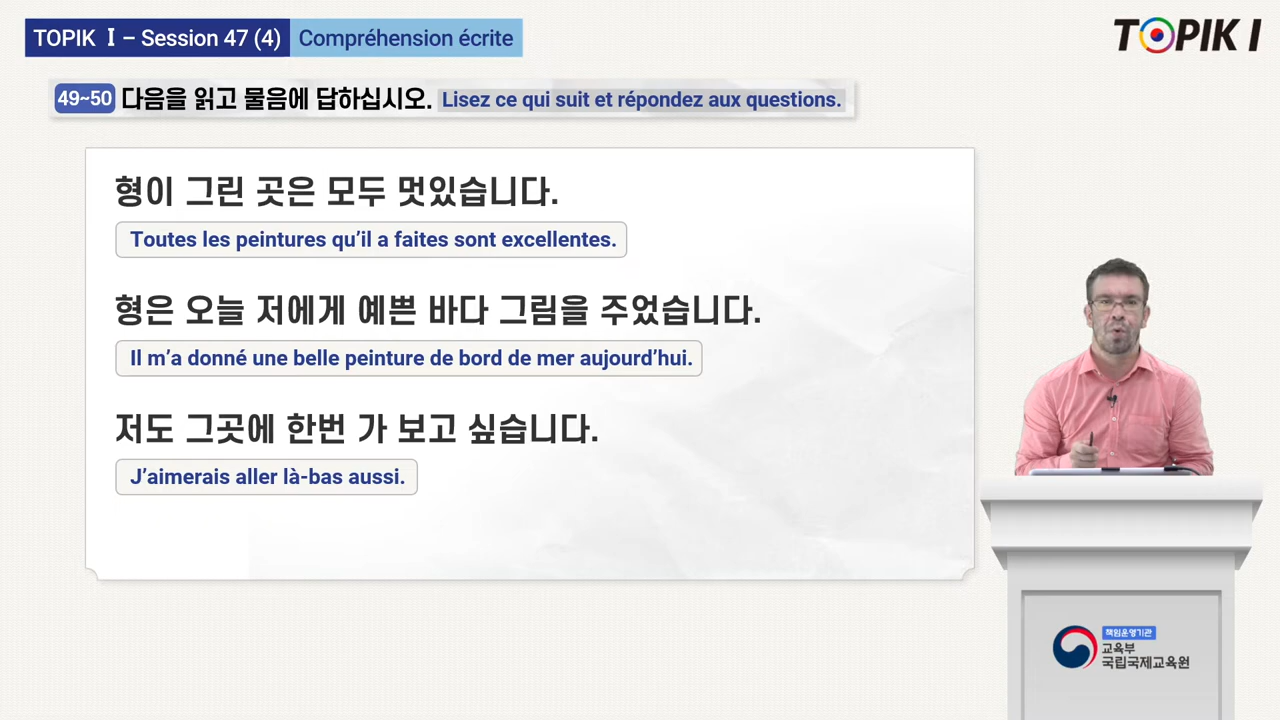 TOPIK Ⅰ – Session 47 (4) Compréhension écrite
TOPIK I
49~50 다음을 읽고 물음에 답하십시오. Lisez ce qui suit et répondez aux questions.
형이 그린 곳은 모두 멋있습니다.
Toutes les peintures qu’il a faites sont excellentes.
형은 오늘 저에게 예쁜 바다 그림을 주었습니다.
Il m’a donné une belle peinture de bord de mer aujourd’hui.
저도 그곳에 한번 가 보고 싶습니다.
J’aimerais aller là-bas aussi.
책임운영기관
교육부
국립국제교육원